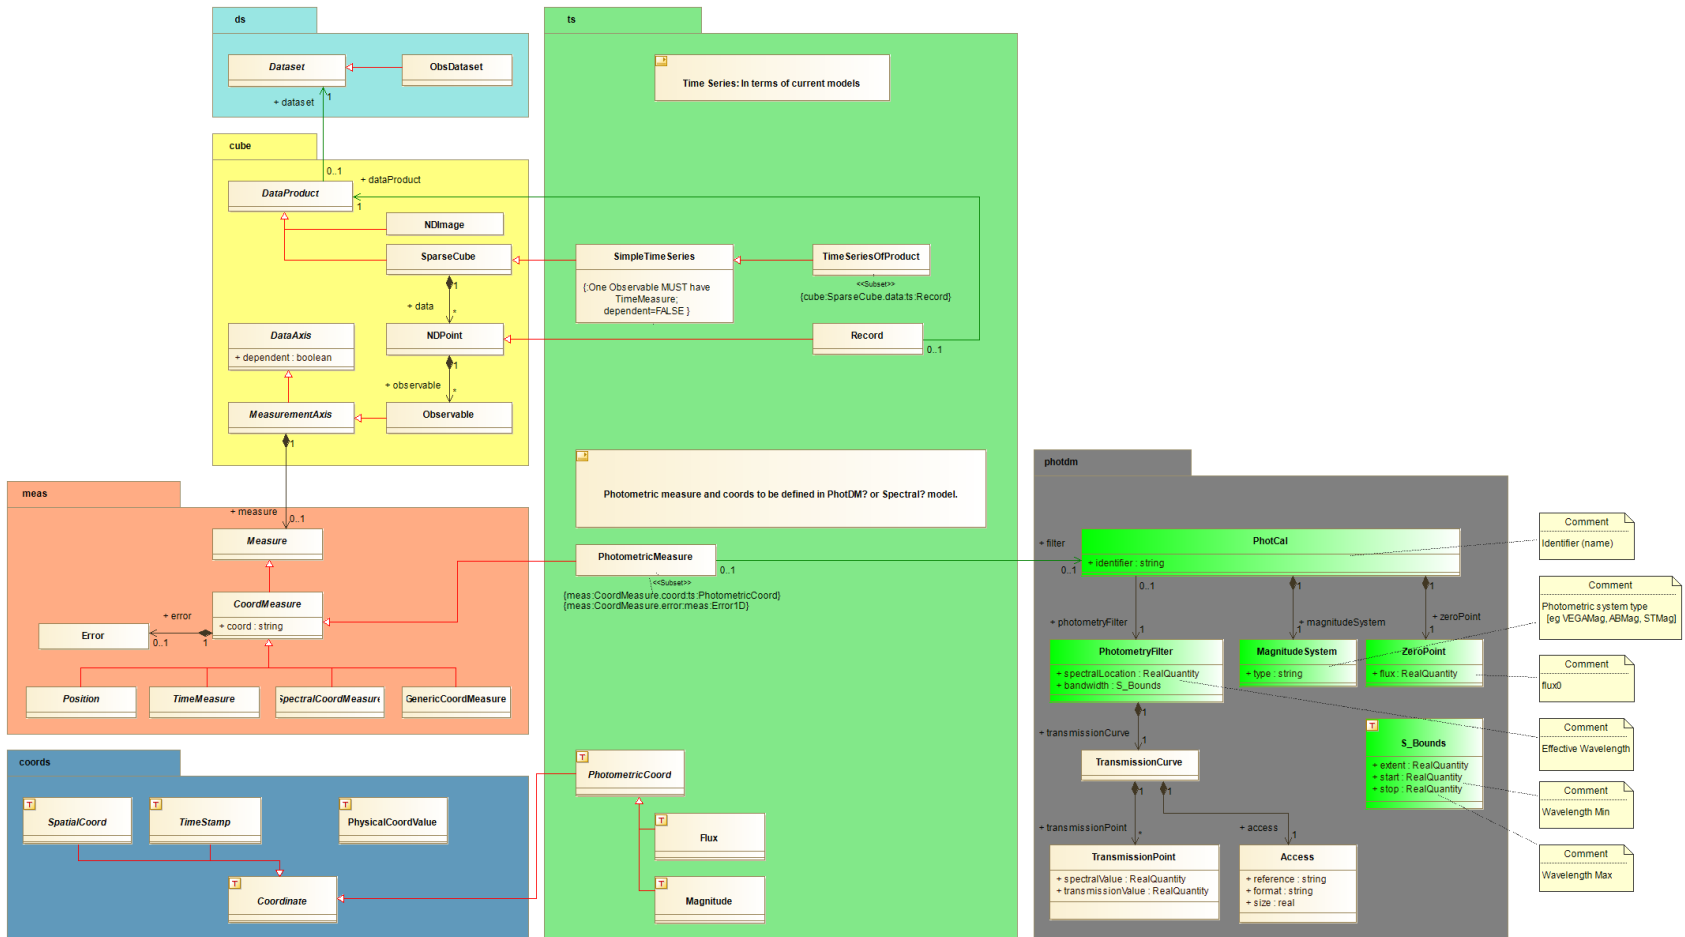 ds
Dataset
ObsDataset
+ dataset
1
cube
0..1
DataProduct
+ dataProduct
1
NDImage
SparseCube
1
+ data
*
DataAxis
+ dependent : boolean
NDPoint
1
+ observable
*
MeasurementAxis
Observable
1
meas
+ measure
0..1
Measure
CoordMeasure
+ coord : string
+ error
Error
0..1
1
Position
TimeMeasure
SpectralCoordMeasure
GenericCoordMeasure
coords
T
SpatialCoord
T
TimeStamp
T
PhysicalCoordValue
T
Coordinate
ts
Time Series: In terms of current models
SimpleTimeSeries
{:One Observable MUST have
TimeMeasure;
dependent=FALSE }
TimeSeriesOfProduct
<<Subset>>
{cube:SparseCube.data:ts:Record}
Record
0..1
Photometric measure and coords to be defined in PhotDM? or Spectral? model.
PhotometricMeasure
0..1
<<Subset>>
{meas:CoordMeasure.coord:ts:PhotometricCoord}
{meas:CoordMeasure.error:meas:Error1D}
T
PhotometricCoord
T
Flux
T
Magnitude
photdm
+ filter
0..1
PhotCal
+ identifier : string
0..1
1
1
+ photometryFilter
1
+ magnitudeSystem
1
+ zeroPoint
1
PhotometryFilter
+ spectralLocation : RealQuantity
+ bandwidth : S_Bounds
MagnitudeSystem
+ type : string
ZeroPoint
+ flux : RealQuantity
1
+ transmissionCurve
1
TransmissionCurve
T
S_Bounds
+ extent : RealQuantity
+ start : RealQuantity
+ stop : RealQuantity
1
1
+ transmissionPoint
*
+ access
1
TransmissionPoint
+ spectralValue : RealQuantity
+ transmissionValue : RealQuantity
Access
+ reference : string
+ format : string
+ size : real
Comment
Identifier (name)
Comment
Photometric system type
[eg VEGAMag, ABMag, STMag]
Comment
flux0
Comment
Effective Wavelength
Comment
Wavelength Min
Comment
Wavelength Max